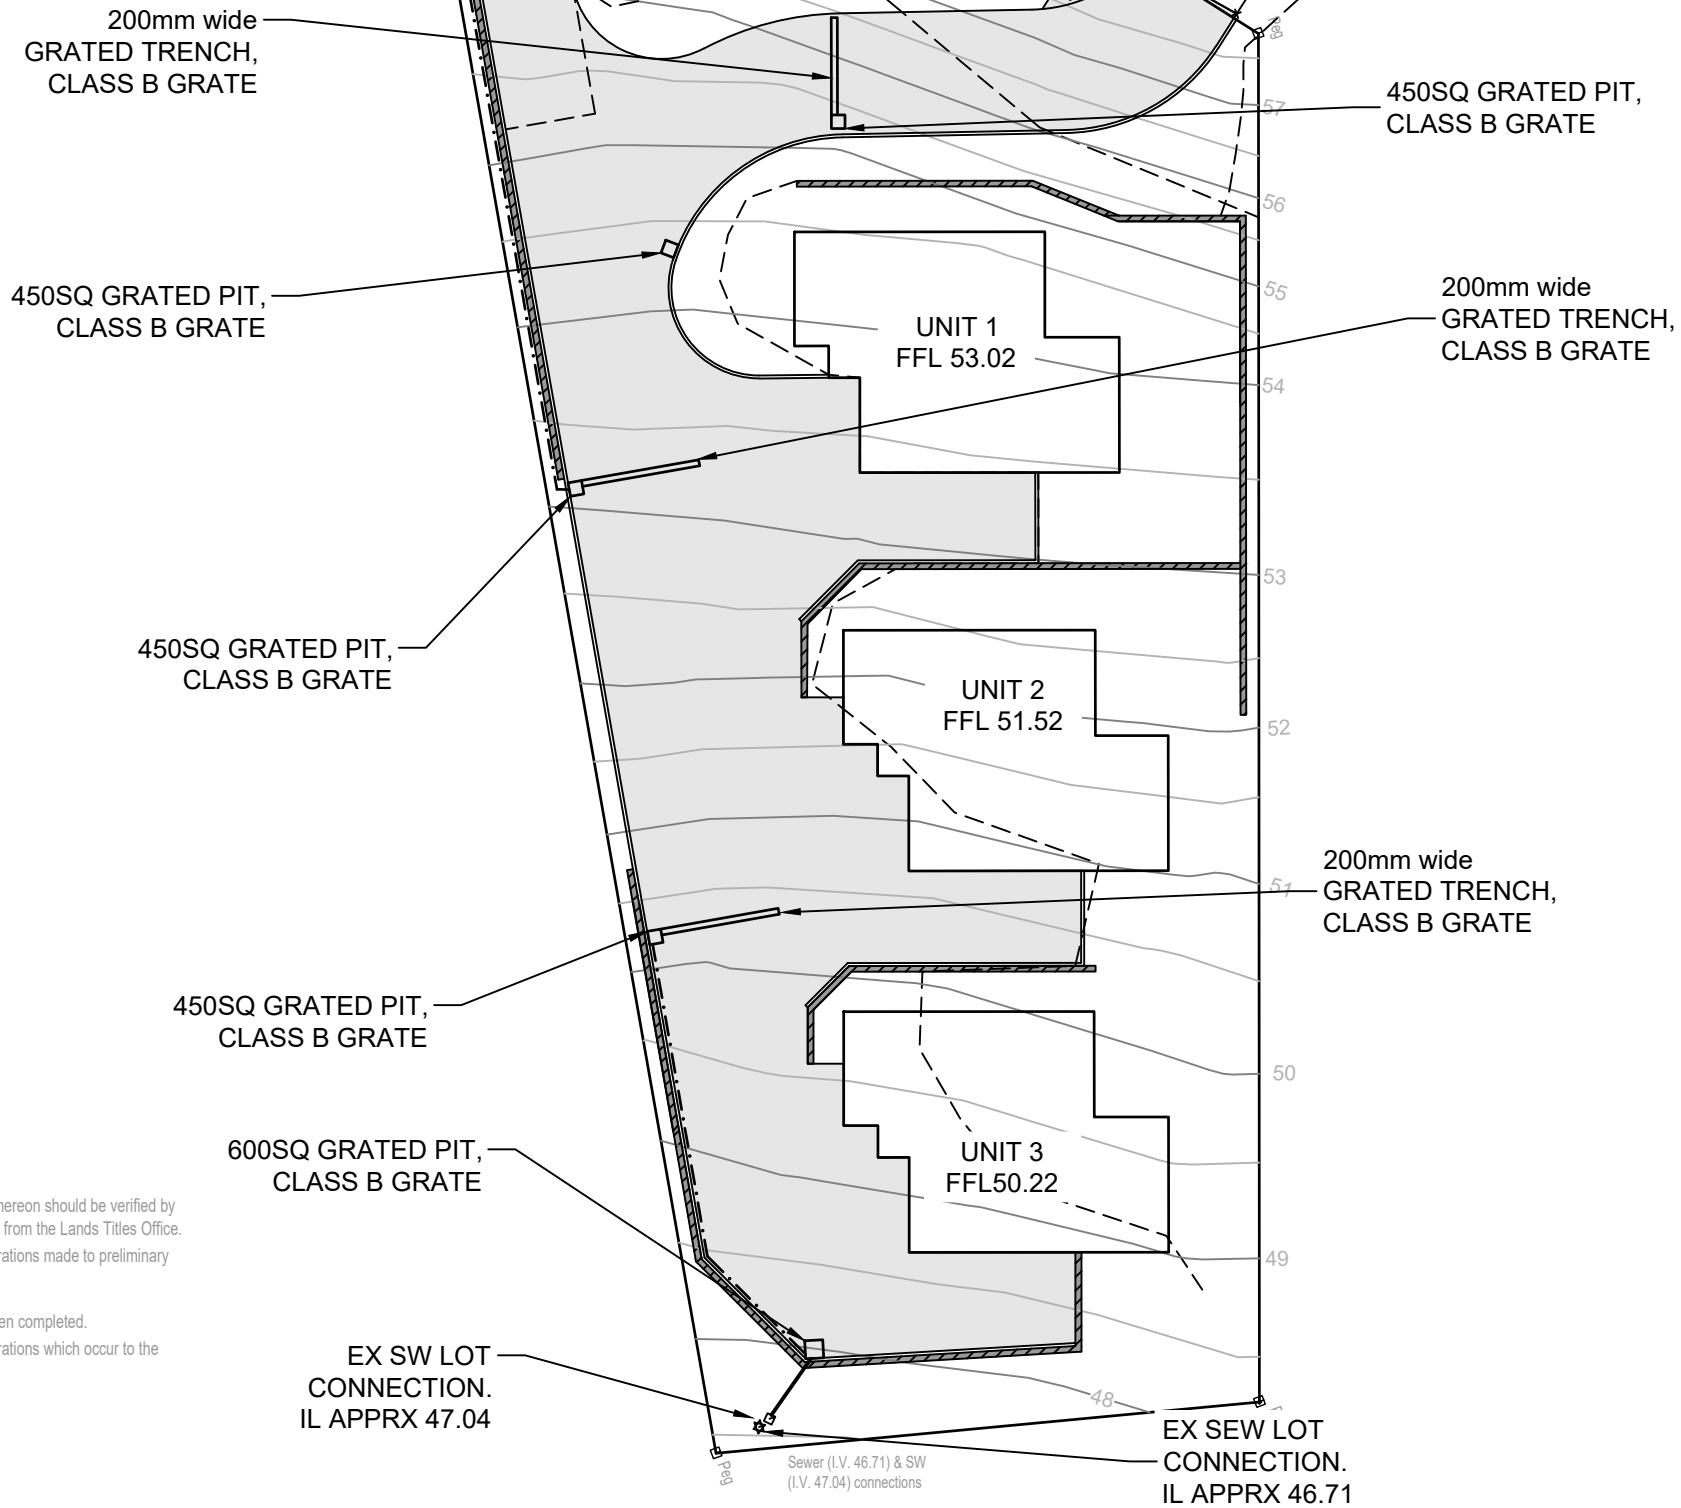 200mm wide
GRATED TRENCH,
CLASS B GRATE
Peg
57
450SQ GRATED PIT,
CLASS B GRATE
56
450SQ GRATED PIT,
CLASS B GRATE
55
200mm wide
GRATED TRENCH,
CLASS B GRATE
UNIT 1
FFL 53.02
54
53
450SQ GRATED PIT,
CLASS B GRATE
UNIT 2
FFL 51.52
52
51
200mm wide
GRATED TRENCH,
CLASS B GRATE
450SQ GRATED PIT,
CLASS B GRATE
50
600SQ GRATED PIT,
CLASS B GRATE
UNIT 3
FFL50.22
hereon should be verified by
from the Lands Titles Office.
rations made to preliminary
49
en completed.
rations which occur to the
EX SW LOT
CONNECTION.
IL APPRX 47.04
48
EX SEW LOT
CONNECTION.
IL APPRX 46.71
Peg
Sewer (I.V. 46.71) & SW
(I.V. 47.04) connections